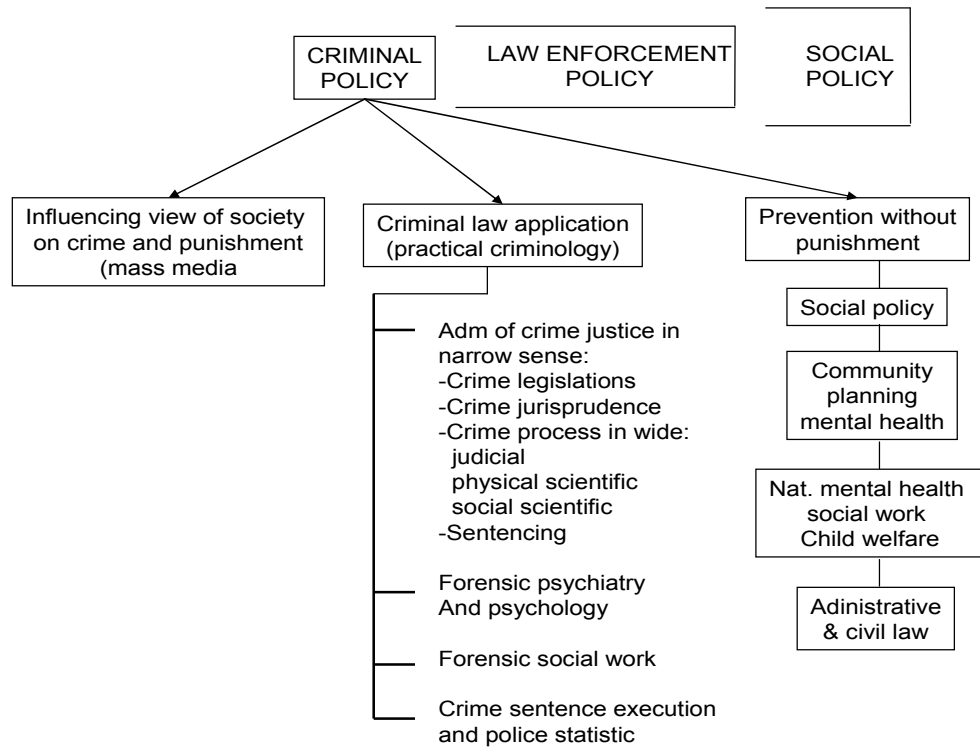 CRIMINAL
POLICY
LAW ENFORCEMENT
POLICY
SOCIAL
POLICY
Influencing view of society
on crime and punishment
(mass media
Criminal law application
(practical criminology)
Adm of crime justice in
narrow sense:
-Crime legislations
-Crime jurisprudence
-Crime process in wide:
judicial
physical scientific
social scientific
-Sentencing
Forensic psychiatry
And psychology
Forensic social work
Crime sentence execution
and police statistic
Prevention without
punishment
Social policy
Community
planning
mental health
Nat. mental health
social work
Child welfare
Adinistrative
& civil law